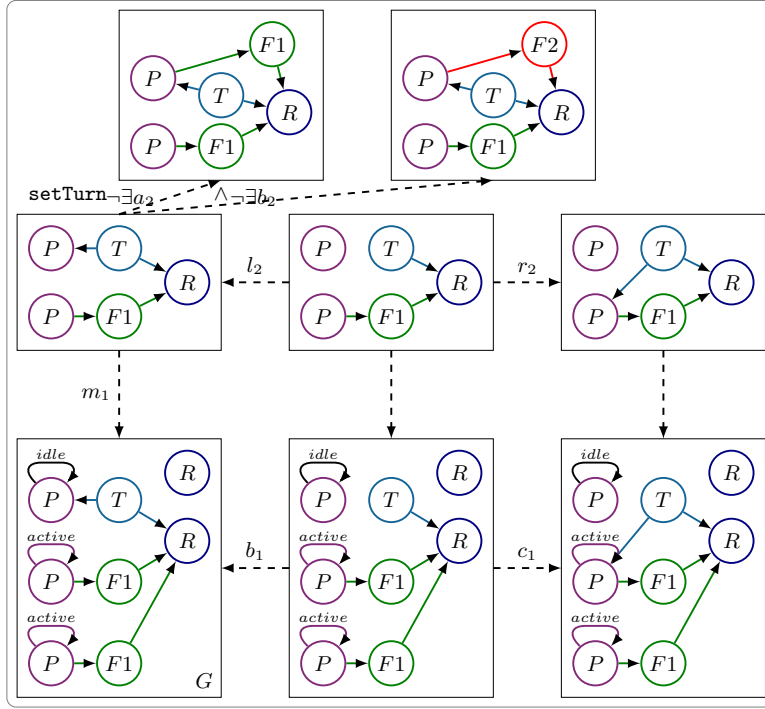 F1
F2
P
P
T
T
R
R
P
F1
P
F1
setTurn¬∃a₂
∧¬∃b₂
P
T
P
T
P
T
R
l₂
R
r₂
R
P
F1
P
F1
P
F1
m₁
idle
R
idle
R
idle
R
P
T
P
T
P
T
active
R
active
R
active
R
b₁
c₁
P
F1
P
F1
P
F1
active
active
active
P
F1
P
F1
P
F1
G